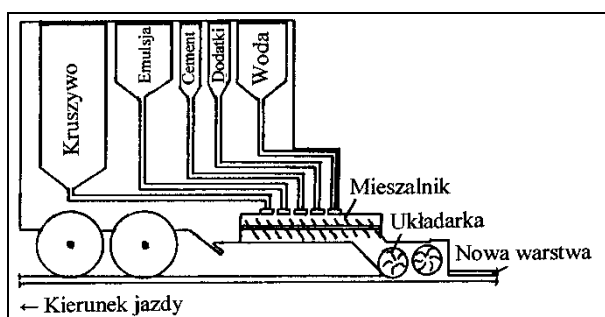 Kruszywo
Emulsja
Cement
Dodatki
Woda
Mieszalnik
Układarka
Nowa warstwa
← Kierunek jazdy